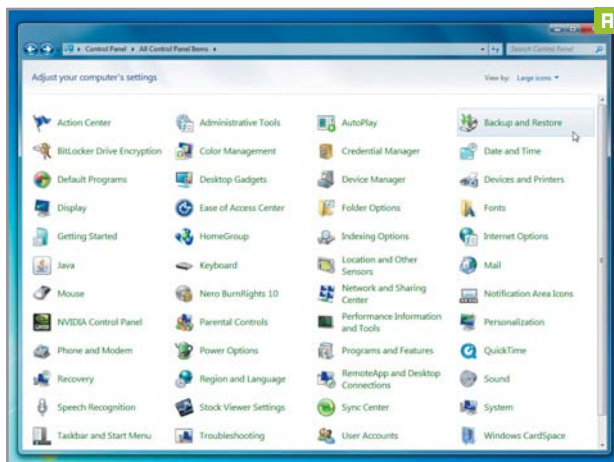 A
Control Panel ▸ All Control Panel Items ▸
Search Control Panel
Adjust your computer's settings
View by: Large icons
Action Center
Administrative Tools
AutoPlay
Backup and Restore
BitLocker Drive Encryption
Color Management
Credential Manager
Date and Time
Default Programs
Desktop Gadgets
Device Manager
Devices and Printers
Display
Ease of Access Center
Folder Options
Fonts
Getting Started
HomeGroup
Indexing Options
Internet Options
Java
Keyboard
Location and Other
Sensors
Mail
Mouse
Nero BurnRights 10
Network and Sharing
Center
Notification Area Icons
NVIDIA Control Panel
Parental Controls
Performance Information
and Tools
Personalization
Phone and Modem
Power Options
Programs and Features
QuickTime
Recovery
Region and Language
RemoteApp and Desktop
Connections
Sound
Speech Recognition
Stock Viewer Settings
Sync Center
System
Taskbar and Start Menu
Troubleshooting
User Accounts
Windows CardSpace